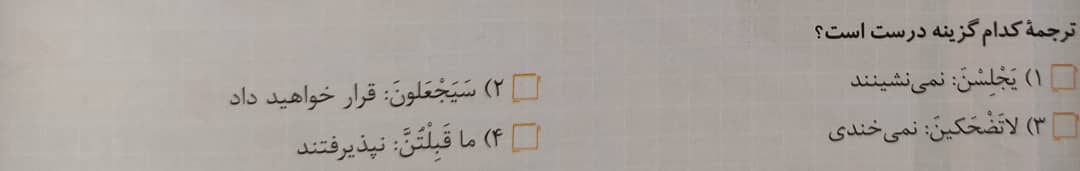 ترجمهٔ کدام گزینه درست است؟
۱) یَجْلِسْنَ: نمی‌نشینند ۲) سَیَجْعَلونَ: قرار خواهید داد
۳) لاتَضْحَکینَ: نمی‌خندی ۴) ما قَبِلْتُنَّ: نپذیرفتند